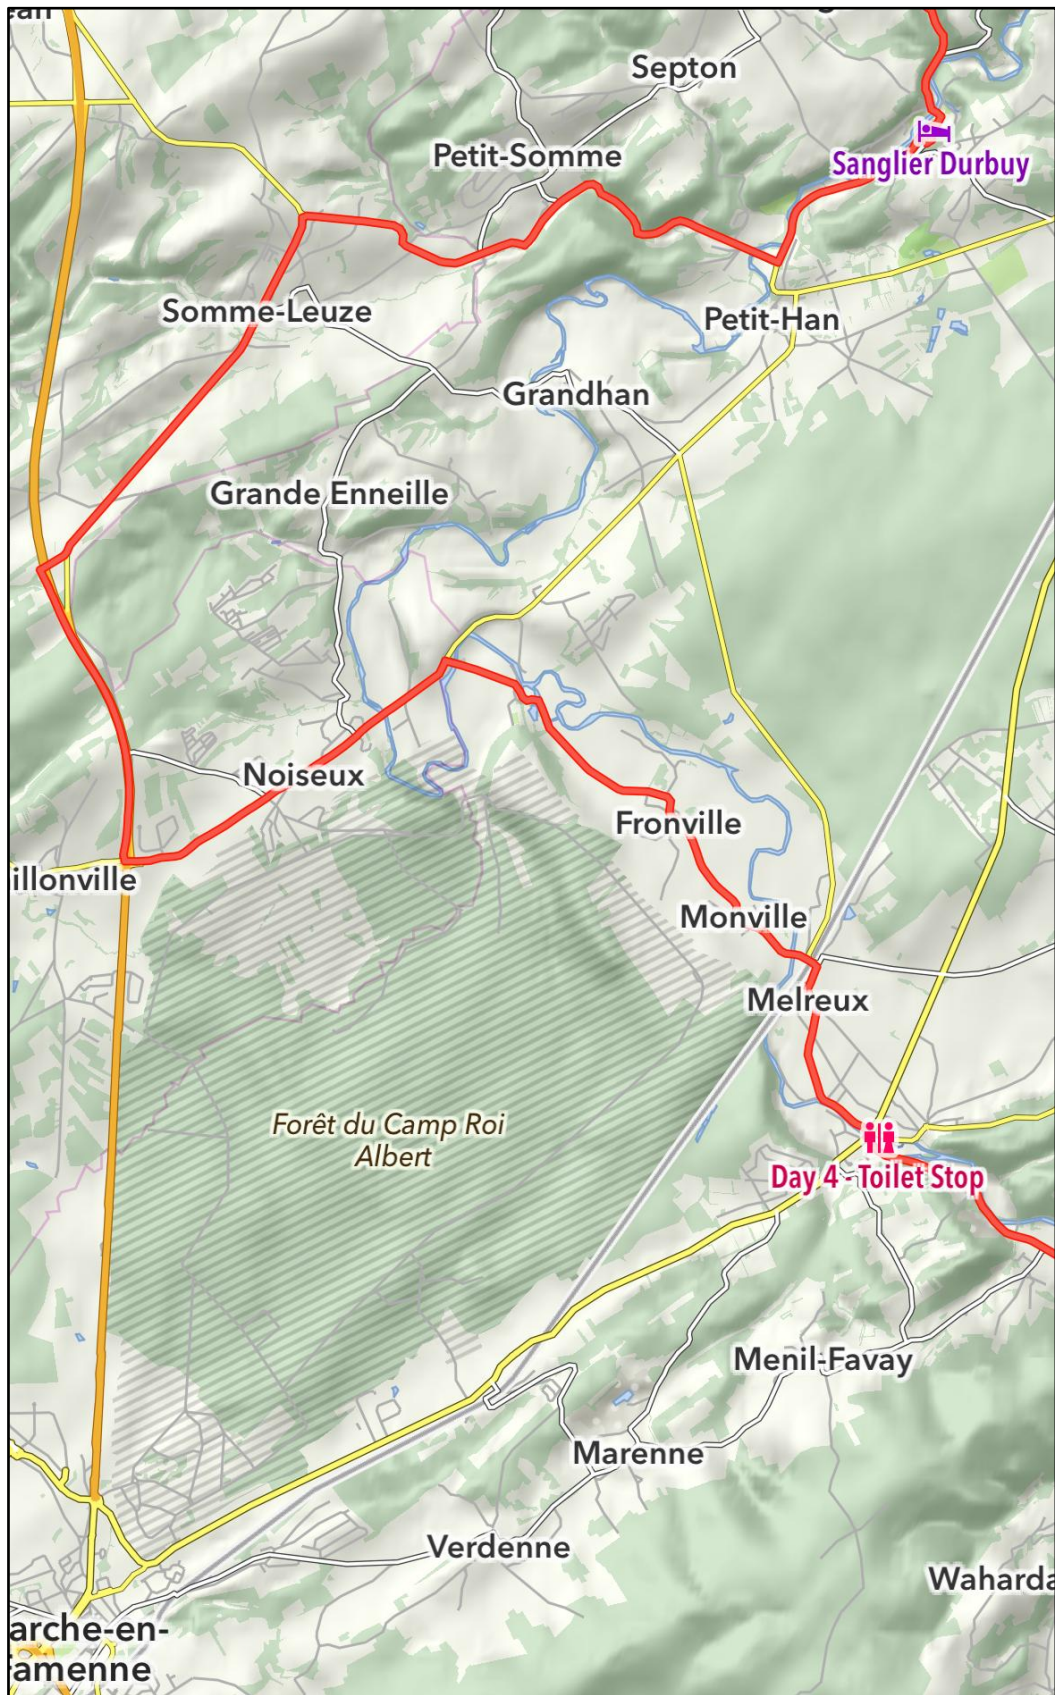 Septon
Petit-Somme
Sanglier Durbuy
Somme-Leuze
Petit-Han
Grandhan
Grande Enneille
Noiseux
Fronville
illonville
Monville
Melreux
Forêt du Camp Roi
Albert
Day 4 - Toilet Stop
Menil-Favay
Marenne
Verdenne
Waharda
arche-en-
amenne